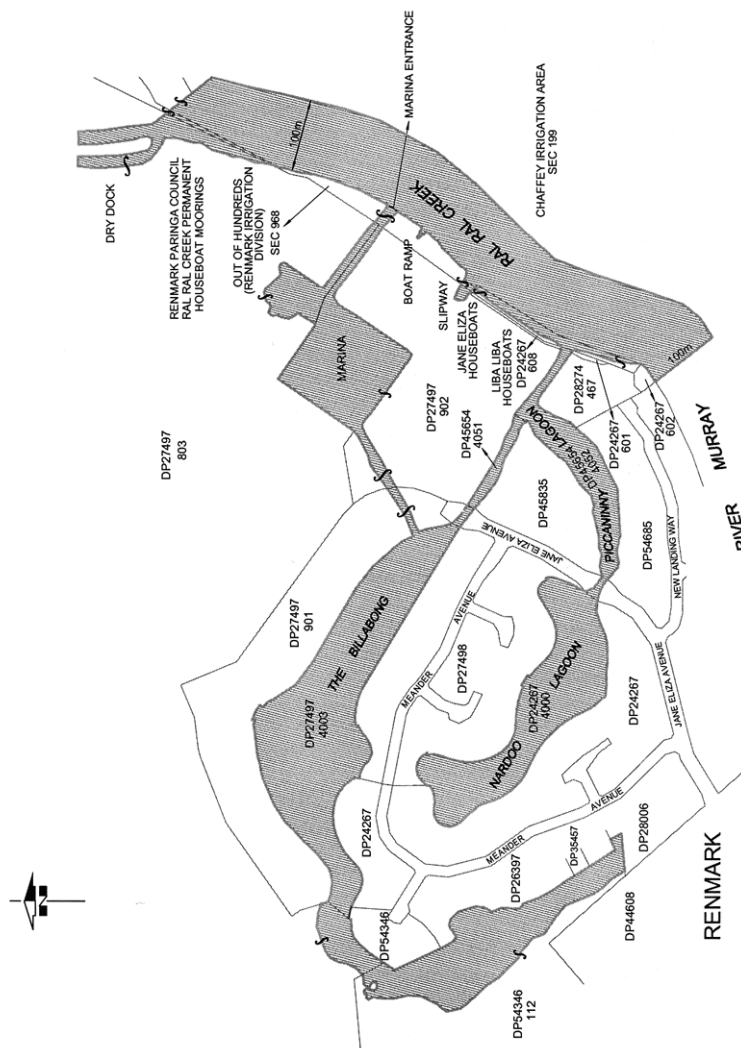 DRY DOCK
RENMARK PARINGA COUNCIL
RAL RAL CREEK PERMANENT
HOUSEBOAT MOORINGS
OUT OF HUNDREDS
(RENMARK IRRIGATION
DIVISION)
SEC 968
MARINA ENTRANCE
100m
RAL RAL CREEK
CHAFFEY IRRIGATION AREA
SEC 199
BOAT RAMP
SLIPWAY
JANE ELIZA
HOUSEBOATS
LIBA LIBA
HOUSEBOATS
DP24267
608
MARINA
DP27497
803
DP27497
902
DP45654
4051
DP28274
467
DP24267
601
DP24267
602
100m
MURRAY
RIVER
PICCANINNY LAGOON
DP45654
4052
DP45835
DP54685
NEW LANDING WAY
JANE ELIZA AVENUE
JANE ELIZA AVENUE
DP27497
901
THE BILLABONG
DP27497
4003
MEANDER
AVENUE
DP27498
NARDOO LAGOON
DP24267
4000
DP24267
DP24267
MEANDER
AVENUE
DP26397
DP35457
DP28006
DP44608
DP54346
DP54346
112
RENMARK
N